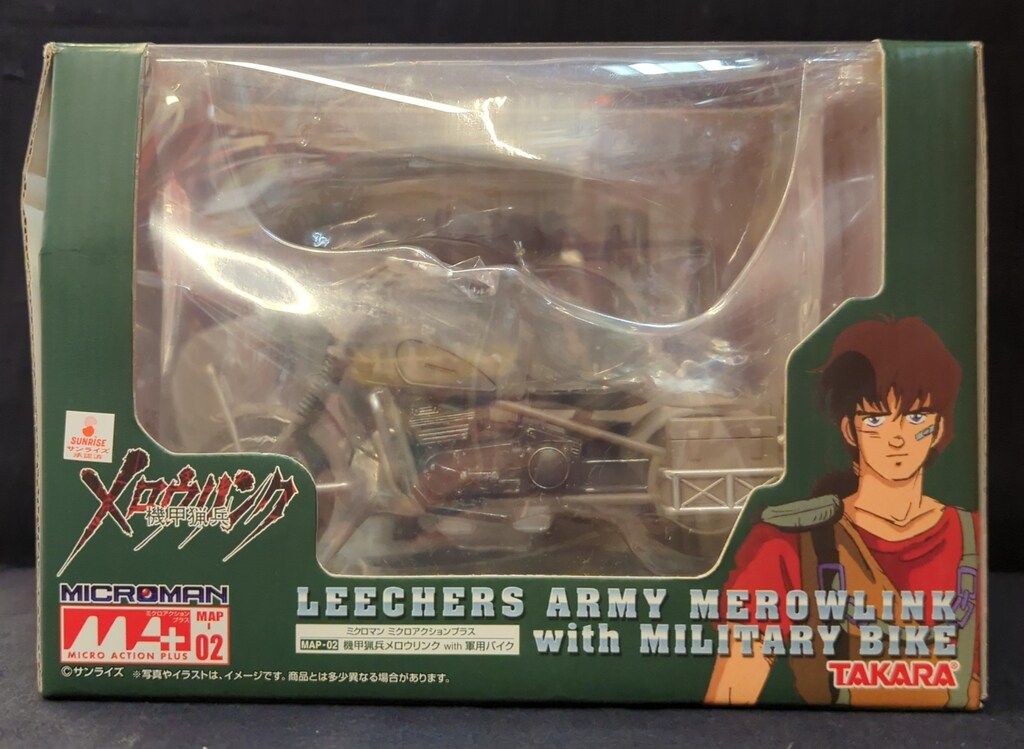 SUNRISE
サンライズ
承認済
メロウリンク
機甲猟兵
MICROMAN
ミクロアクション
プラス
MA+
MICRO ACTION PLUS
MAP-02
LEECHERS ARMY MEROWLINK
with MILITARY BIKE
ミクロマン ミクロアクションプラス
MAP-02 機甲猟兵メロウリンク with 軍用バイク
TAKARA®
©サンライズ ※写真やイラストは、イメージです。商品とは多少異なる場合があります。